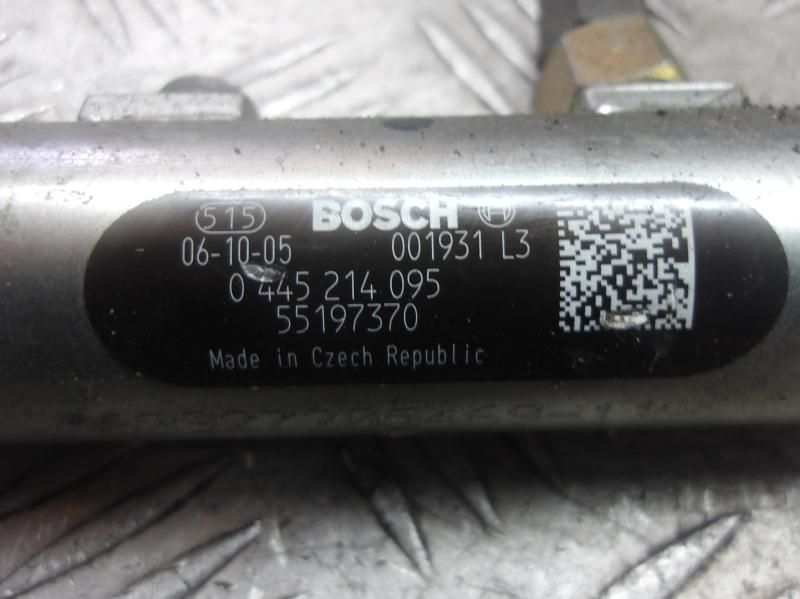 515 BOSCH
06-10-05 001931 L3
0 445 214 095
55197370
Made in Czech Republic